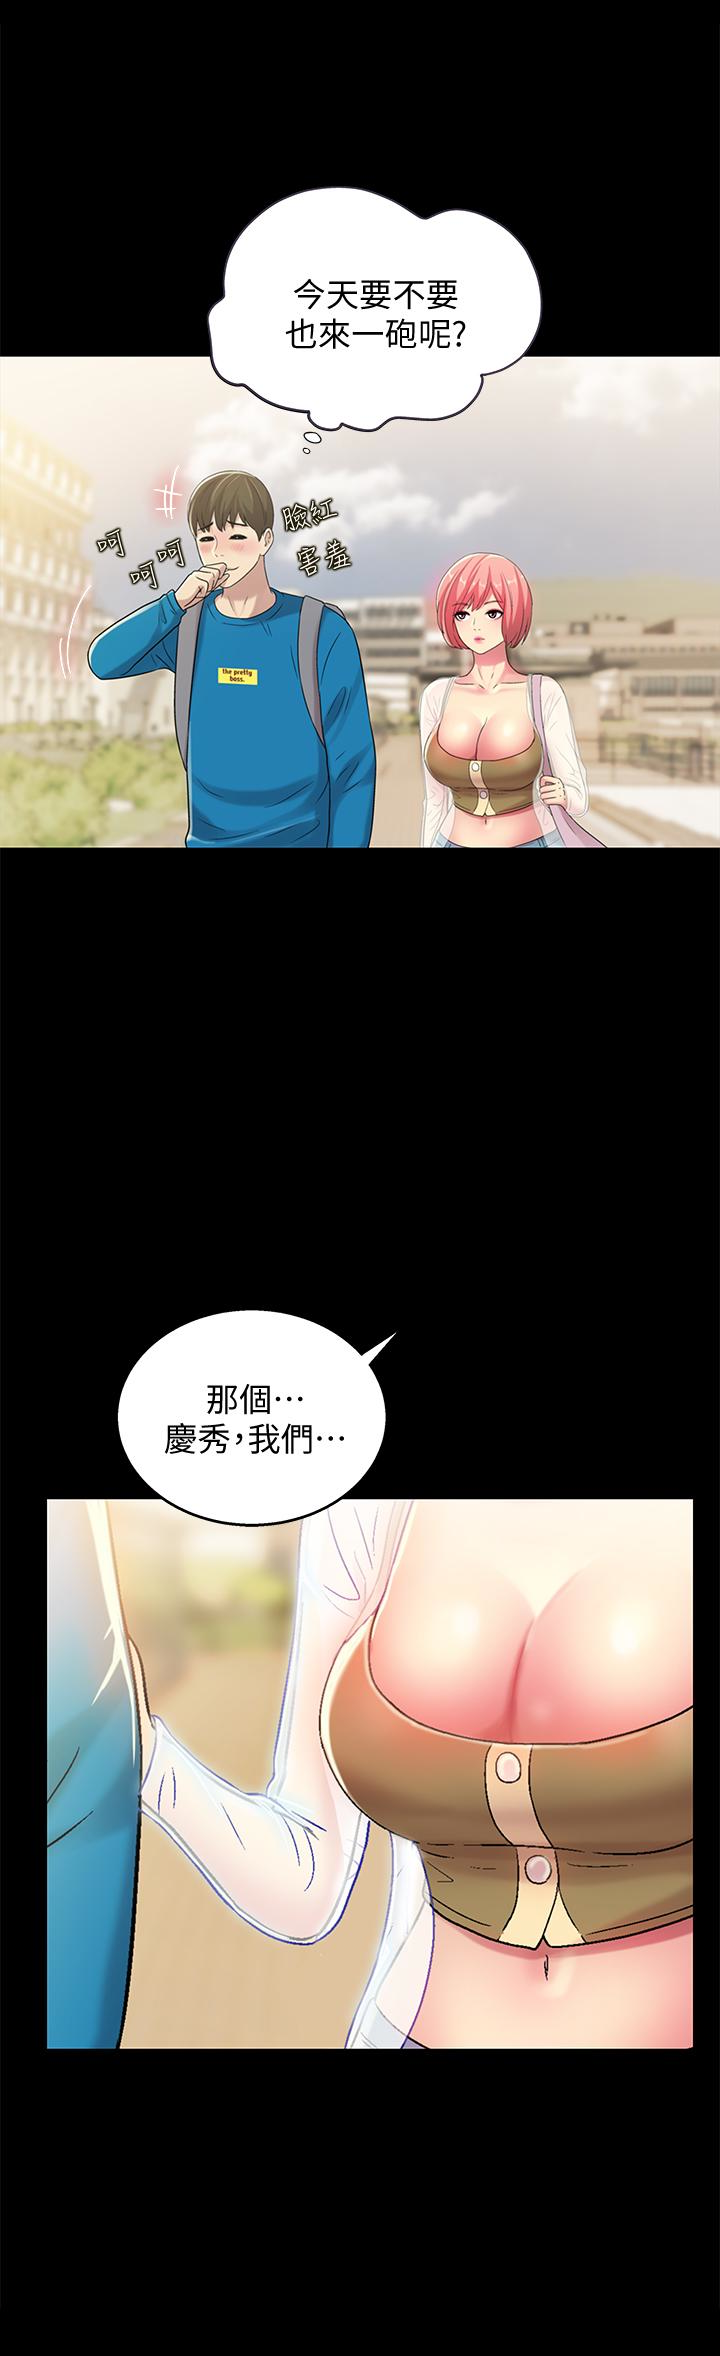 今天要不要
也來一砲呢?
臉紅
害羞
呵
呵呵
the pretty
boss.
那個⋯
慶秀,我們⋯